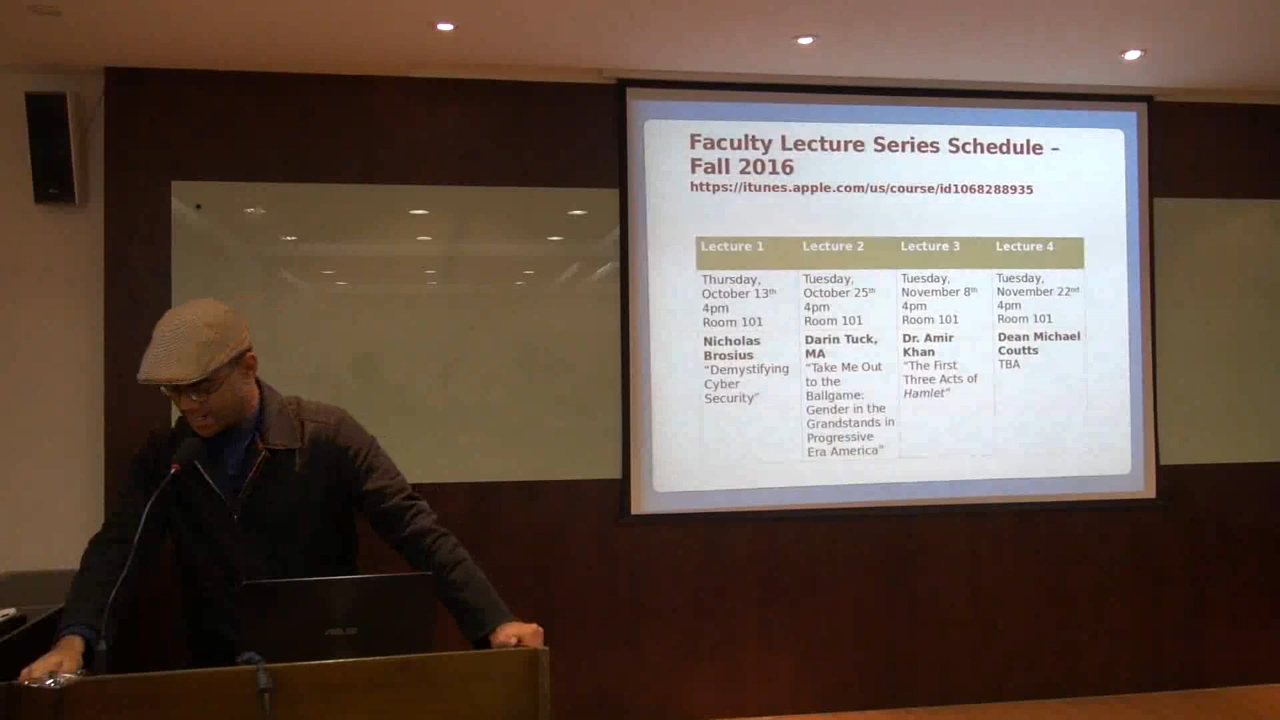 Faculty Lecture Series Schedule –
Fall 2016
https://itunes.apple.com/us/course/id1068288935
Lecture 1
Lecture 2
Lecture 3
Lecture 4
Thursday,
October 13th
4pm
Room 101
Tuesday,
October 25th
4pm
Room 101
Tuesday,
November 8th
4pm
Room 101
Tuesday,
November 22nd
4pm
Room 101
Nicholas
Brosius
“Demystifying
Cyber
Security”
Darin Tuck,
MA
“Take Me Out
to the
Ballgame:
Gender in the
Grandstands in
Progressive
Era America”
Dr. Amir
Khan
“The First
Three Acts of
Hamlet”
Dean Michael
Coutts
TBA
ASUS